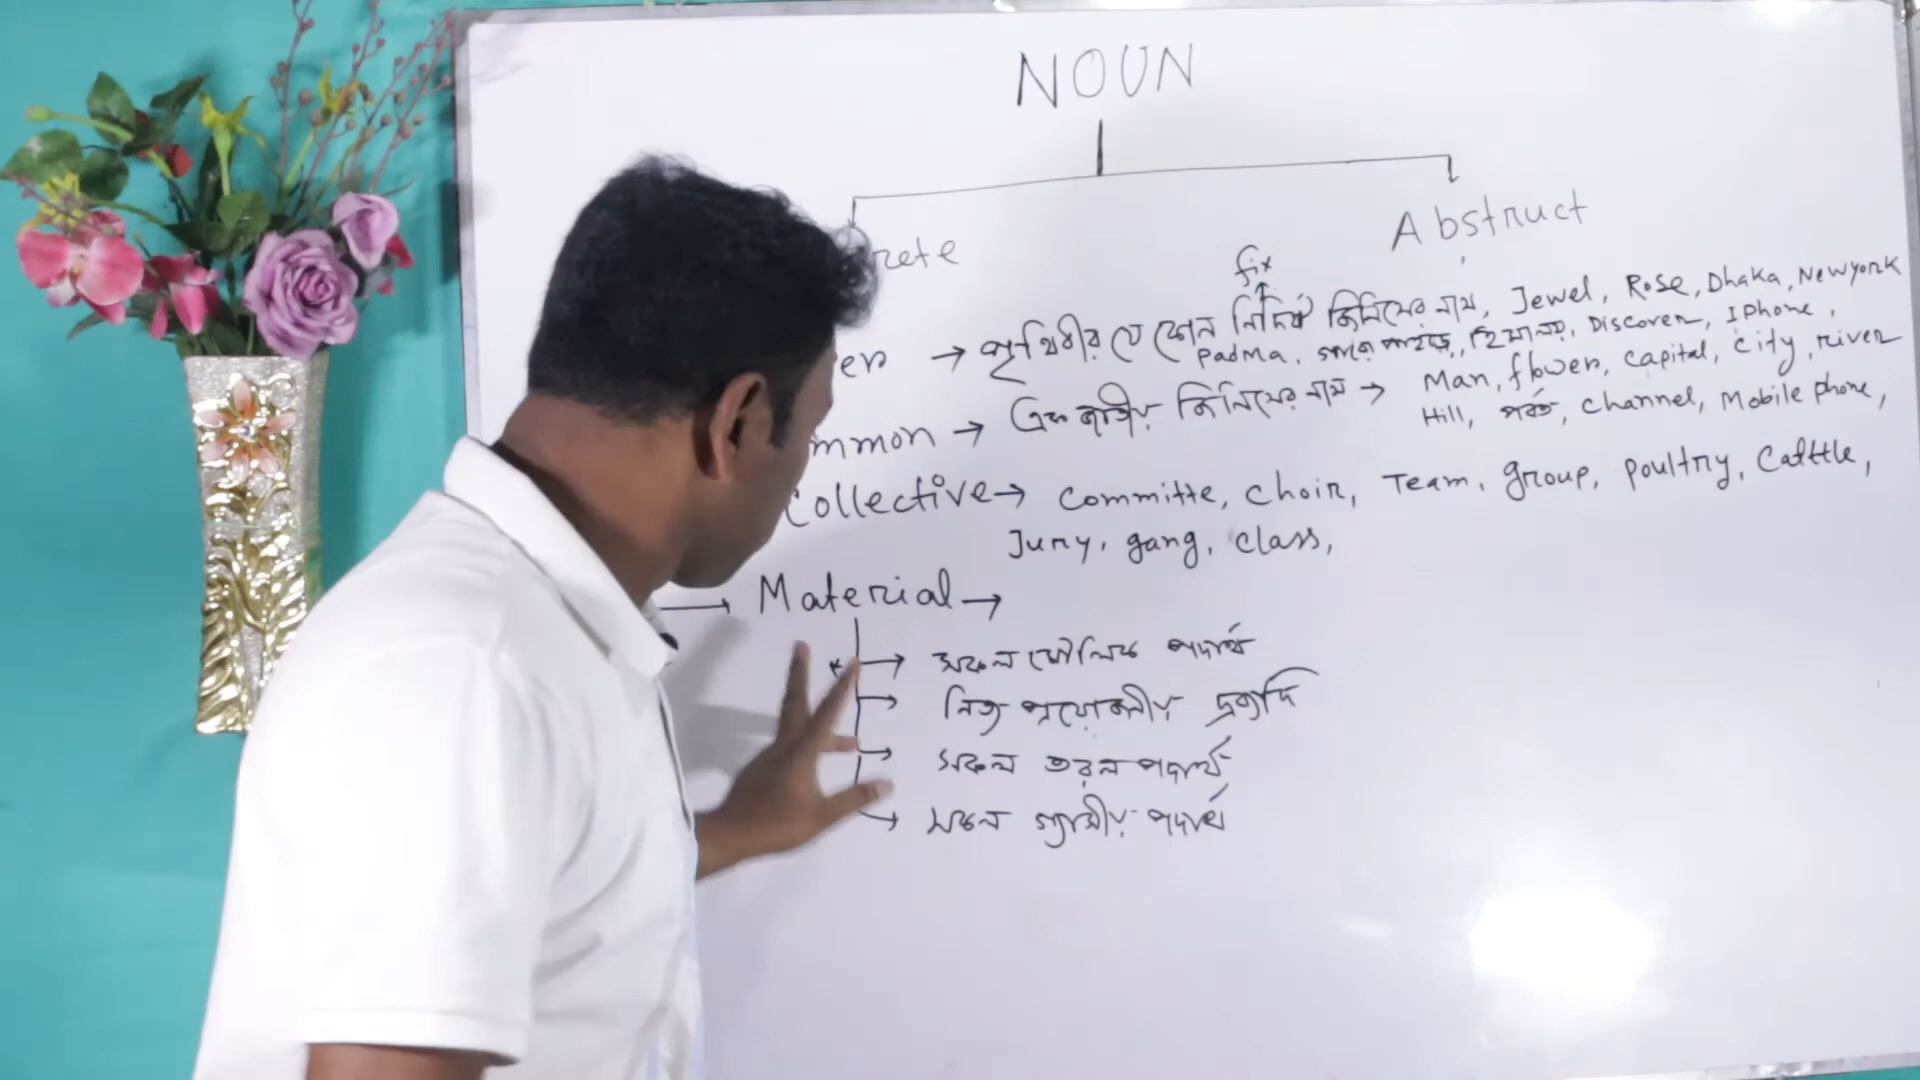 NOUN
rete
Abstruct
fix
er → পৃথিবীর যে কোন নির্দিষ্ট জিনিষের নাম, Jewel, Rose, Dhaka, Newyork
Padma, হিমালয়, Discover, IPhone,
mmon → এক জাতীয় জিনিষের নাম → Man, flower, capital, city, river
Hill, পর্বত, channel, Mobile phone,
Collective → Committe, choir, Team, group, poultry, Cattle,
Jury, gang, class,
→ Material →
* → সকল মৌলিক পদার্থ
→ নিত্য প্রয়োজনীয় দ্রব্যাদি
→ সকল তরল পদার্থ
→ সকল গ্যাসীয় পদার্থ